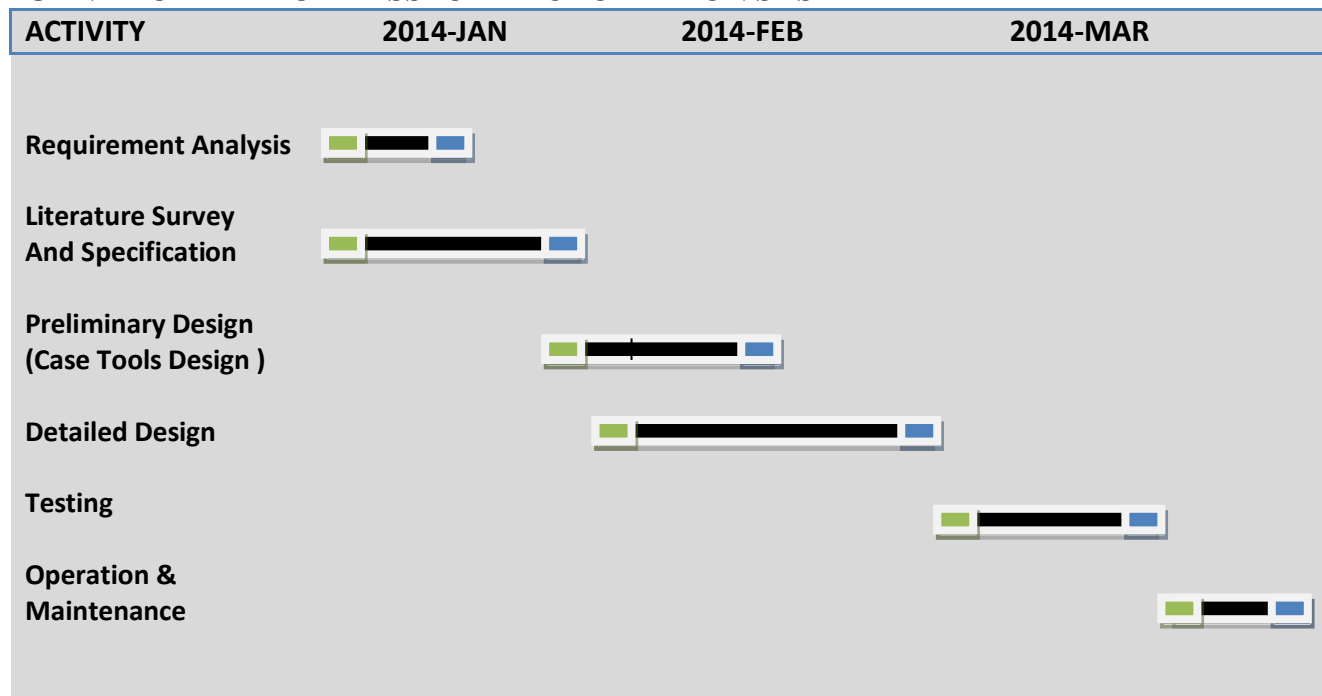 ACTIVITY 2014-JAN 2014-FEB 2014-MAR
Requirement Analysis
Literature Survey
And Specification
Preliminary Design
(Case Tools Design )
Detailed Design
Testing
Operation &
Maintenance